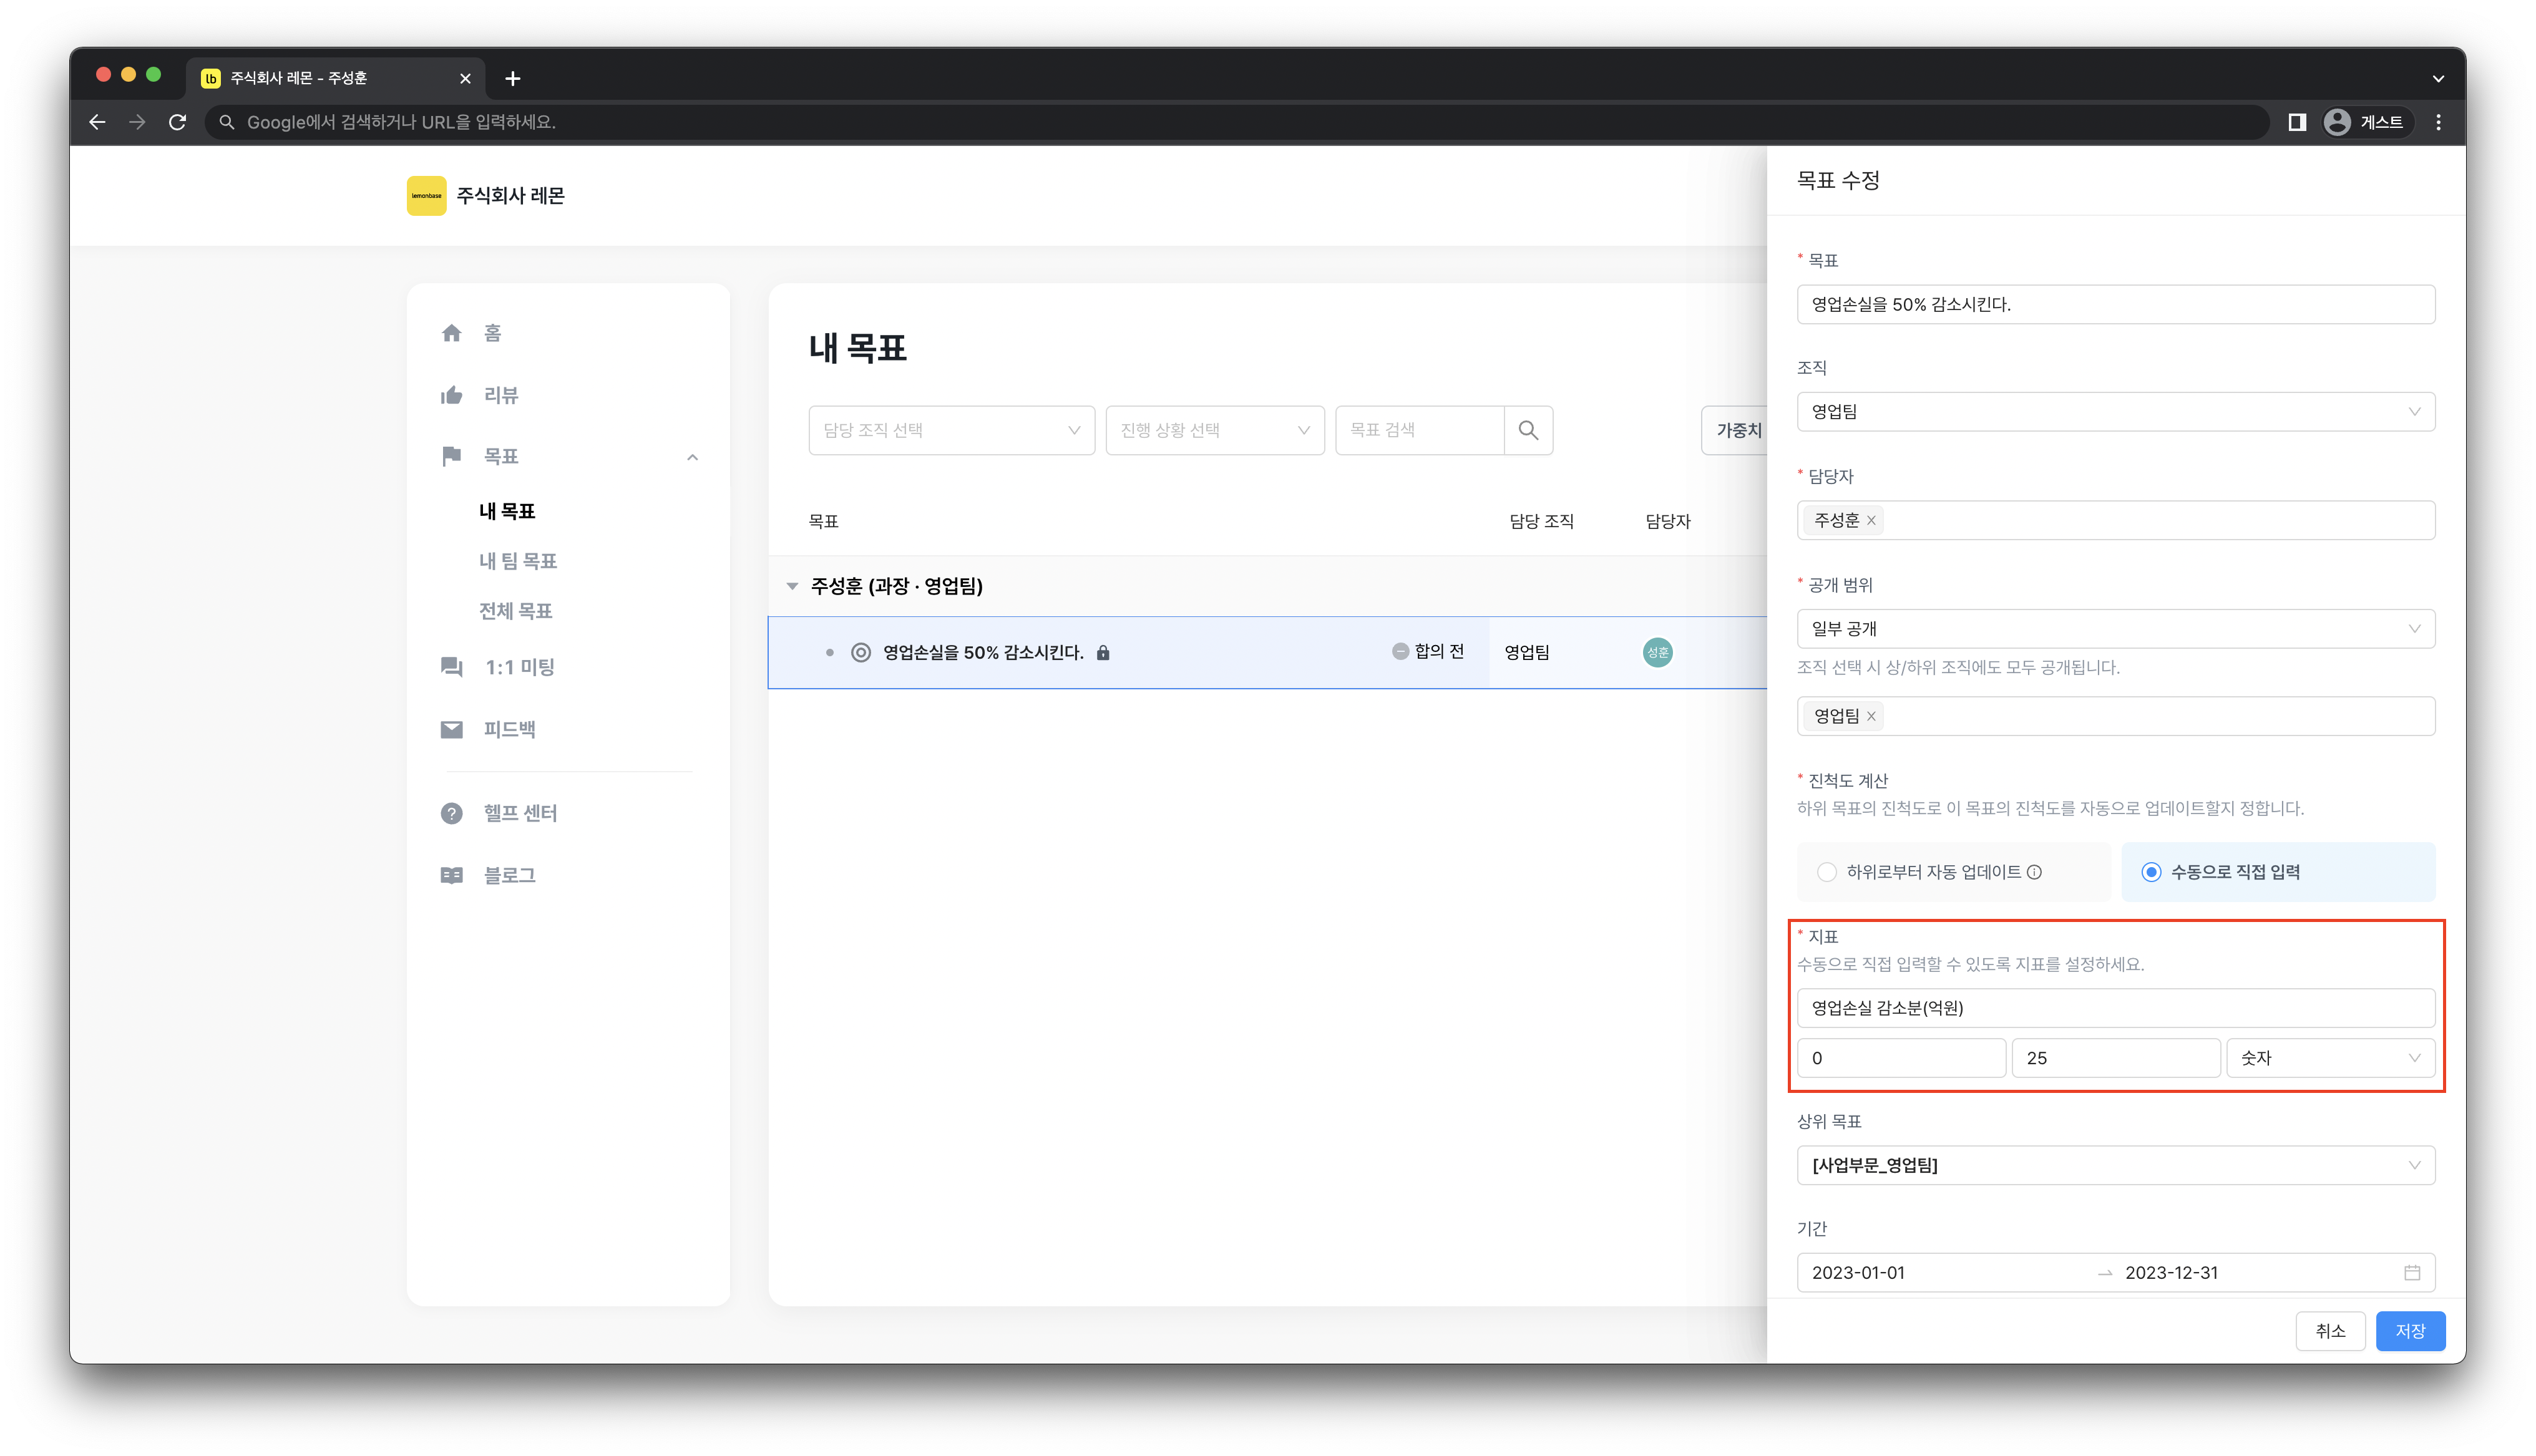 lb 주식회사 레몬 - 주성훈
Google에서 검색하거나 URL을 입력하세요.
게스트
lemonbase 주식회사 레몬
홈
리뷰
목표
내 목표
내 팀 목표
전체 목표
1:1 미팅
피드백
헬프 센터
블로그
내 목표
담당 조직 선택 진행 상황 선택 목표 검색 가중치
목표 담당 조직 담당자
주성훈 (과장 · 영업팀)
영업손실을 50% 감소시킨다. 합의 전 영업팀 성훈
목표 수정
* 목표
영업손실을 50% 감소시킨다.
조직
영업팀
* 담당자
주성훈
* 공개 범위
일부 공개
조직 선택 시 상/하위 조직에도 모두 공개됩니다.
영업팀
* 진척도 계산
하위 목표의 진척도로 이 목표의 진척도를 자동으로 업데이트할지 정합니다.
하위로부터 자동 업데이트 수동으로 직접 입력
* 지표
수동으로 직접 입력할 수 있도록 지표를 설정하세요.
영업손실 감소분(억원)
0 25 숫자
상위 목표
[사업부문_영업팀]
기간
2023-01-01 → 2023-12-31
취소 저장